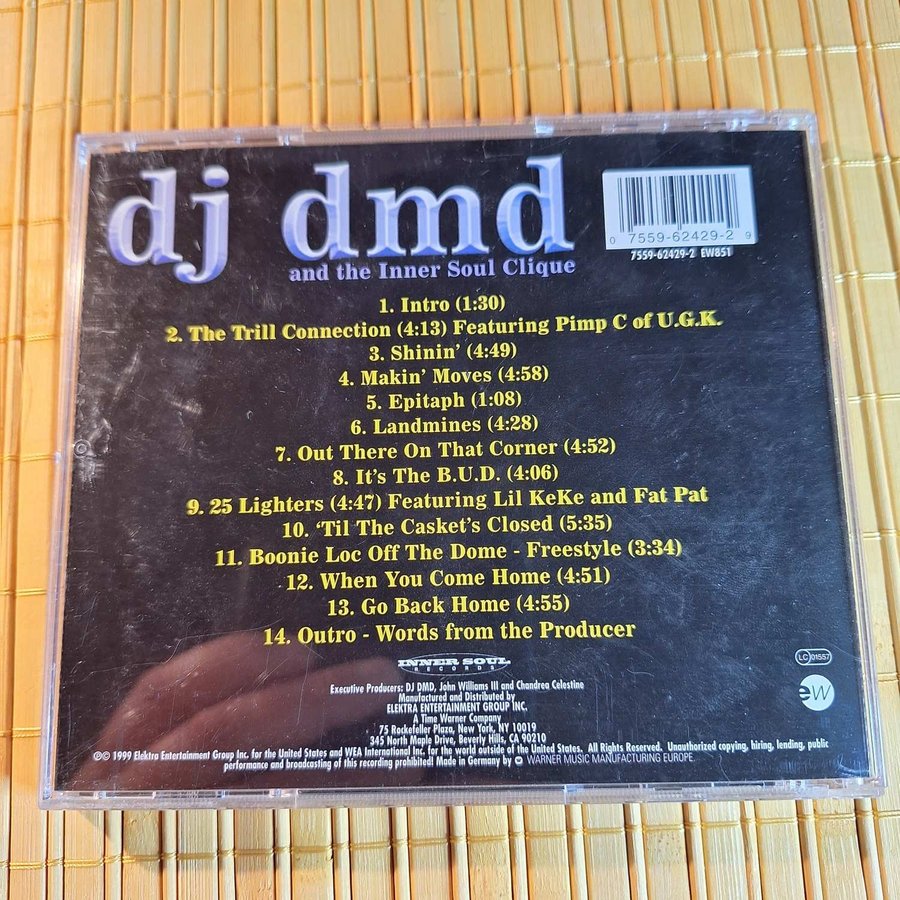 dj dmd
and the Inner Soul Clique
0 7559-62429-2 9
7559-62429-2 EW851
1. Intro (1:30)
2. The Trill Connection (4:13) Featuring Pimp C of U.G.K.
3. Shinin' (4:49)
4. Makin' Moves (4:58)
5. Epitaph (1:08)
6. Landmines (4:28)
7. Out There On That Corner (4:52)
8. It's The B.U.D. (4:06)
9. 25 Lighters (4:47) Featuring Lil KeKe and Fat Pat
10. 'Til The Casket's Closed (5:35)
11. Boonie Loc Off The Dome - Freestyle (3:34)
12. When You Come Home (4:51)
13. Go Back Home (4:55)
14. Outro - Words from the Producer
INNER SOUL
RECORDS
LC 01557
Executive Producers: DJ DMD, John Williams III and Chandrea Celestine
Manufactured and Distributed by
ELEKTRA ENTERTAINMENT GROUP INC.
A Time Warner Company
75 Rockefeller Plaza, New York, NY 10019
345 North Maple Drive, Beverly Hills, CA 90210
ew
℗© 1999 Elektra Entertainment Group Inc. for the United States and WEA International Inc. for the world outside of the United States. All Rights Reserved. Unauthorized copying, hiring, lending, public
performance and broadcasting of this recording prohibited! Made in Germany by WARNER MUSIC MANUFACTURING EUROPE.